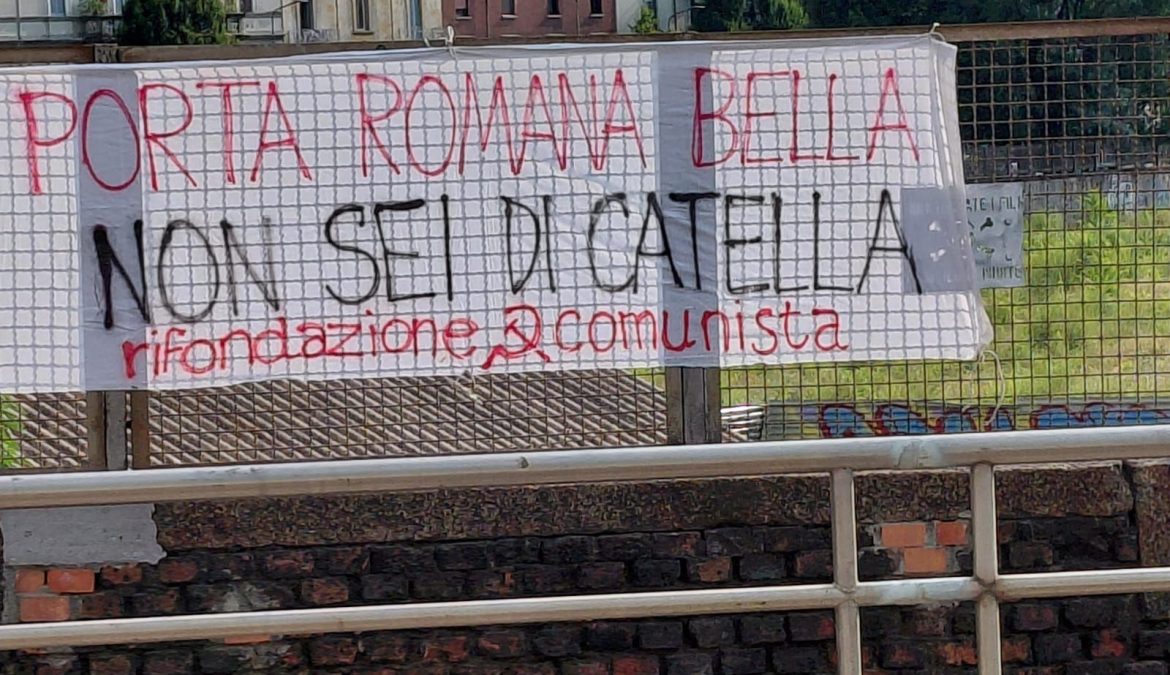 PORTA ROMANA BELLA
NON SEI DI CATELLA
rifondazione comunista